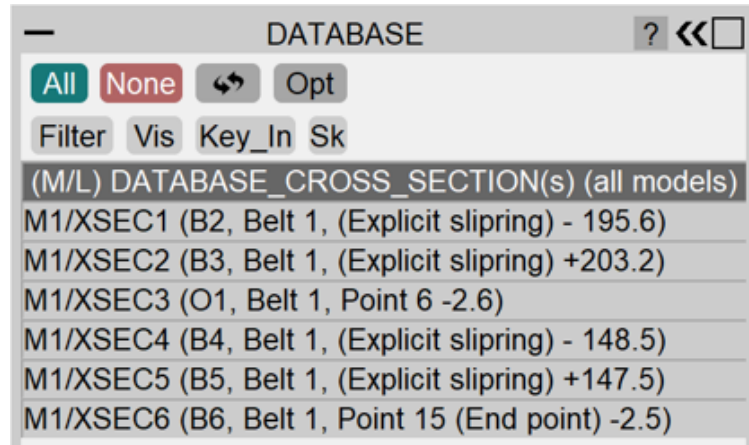 DATABASE ?
All None Opt
Filter Vis Key_In Sk
(M/L) DATABASE_CROSS_SECTION(s) (all models)
M1/XSEC1 (B2, Belt 1, (Explicit slipring) - 195.6)
M1/XSEC2 (B3, Belt 1, (Explicit slipring) +203.2)
M1/XSEC3 (O1, Belt 1, Point 6 -2.6)
M1/XSEC4 (B4, Belt 1, (Explicit slipring) - 148.5)
M1/XSEC5 (B5, Belt 1, (Explicit slipring) +147.5)
M1/XSEC6 (B6, Belt 1, Point 15 (End point) -2.5)